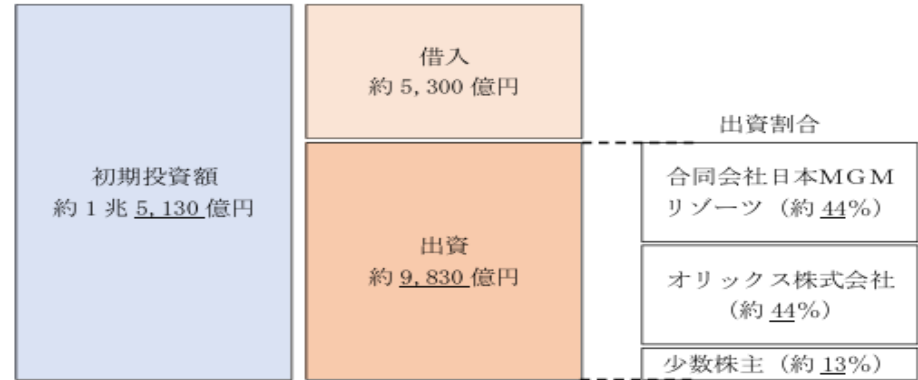 初期投資額
約 1 兆 5,130 億円
借入
約 5,300 億円
出資
約 9,830 億円
出資割合
合同会社日本ＭＧＭ
リゾーツ（約 44%）
オリックス株式会社
（約 44%）
少数株主（約 13%）